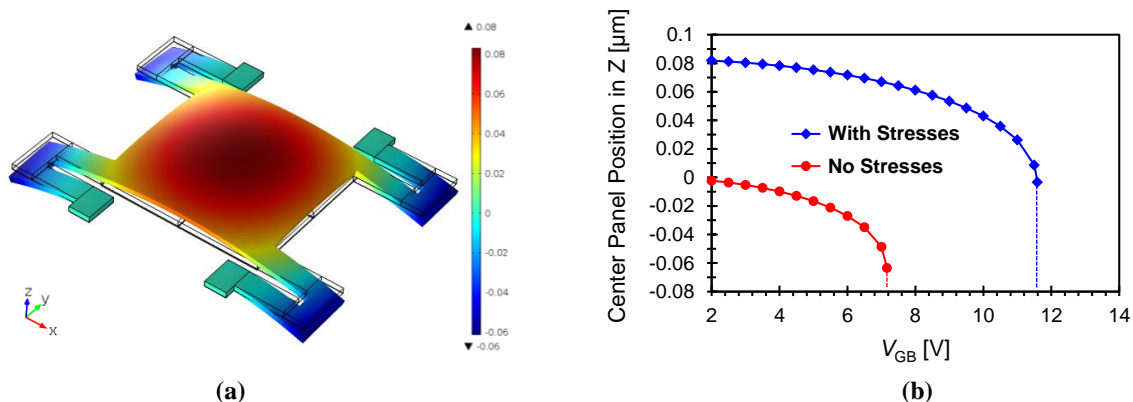 ▲ 0.08
0.08
0.06
0.04
0.02
0
-0.02
-0.04
-0.06
▼ -0.06
z
y
x
(a)
Center Panel Position in Z [µm]
0.1
0.08
0.06
0.04
0.02
0
-0.02
-0.04
-0.06
-0.08
With Stresses
No Stresses
2 4 6 8 10 12 14
VGB [V]
(b)